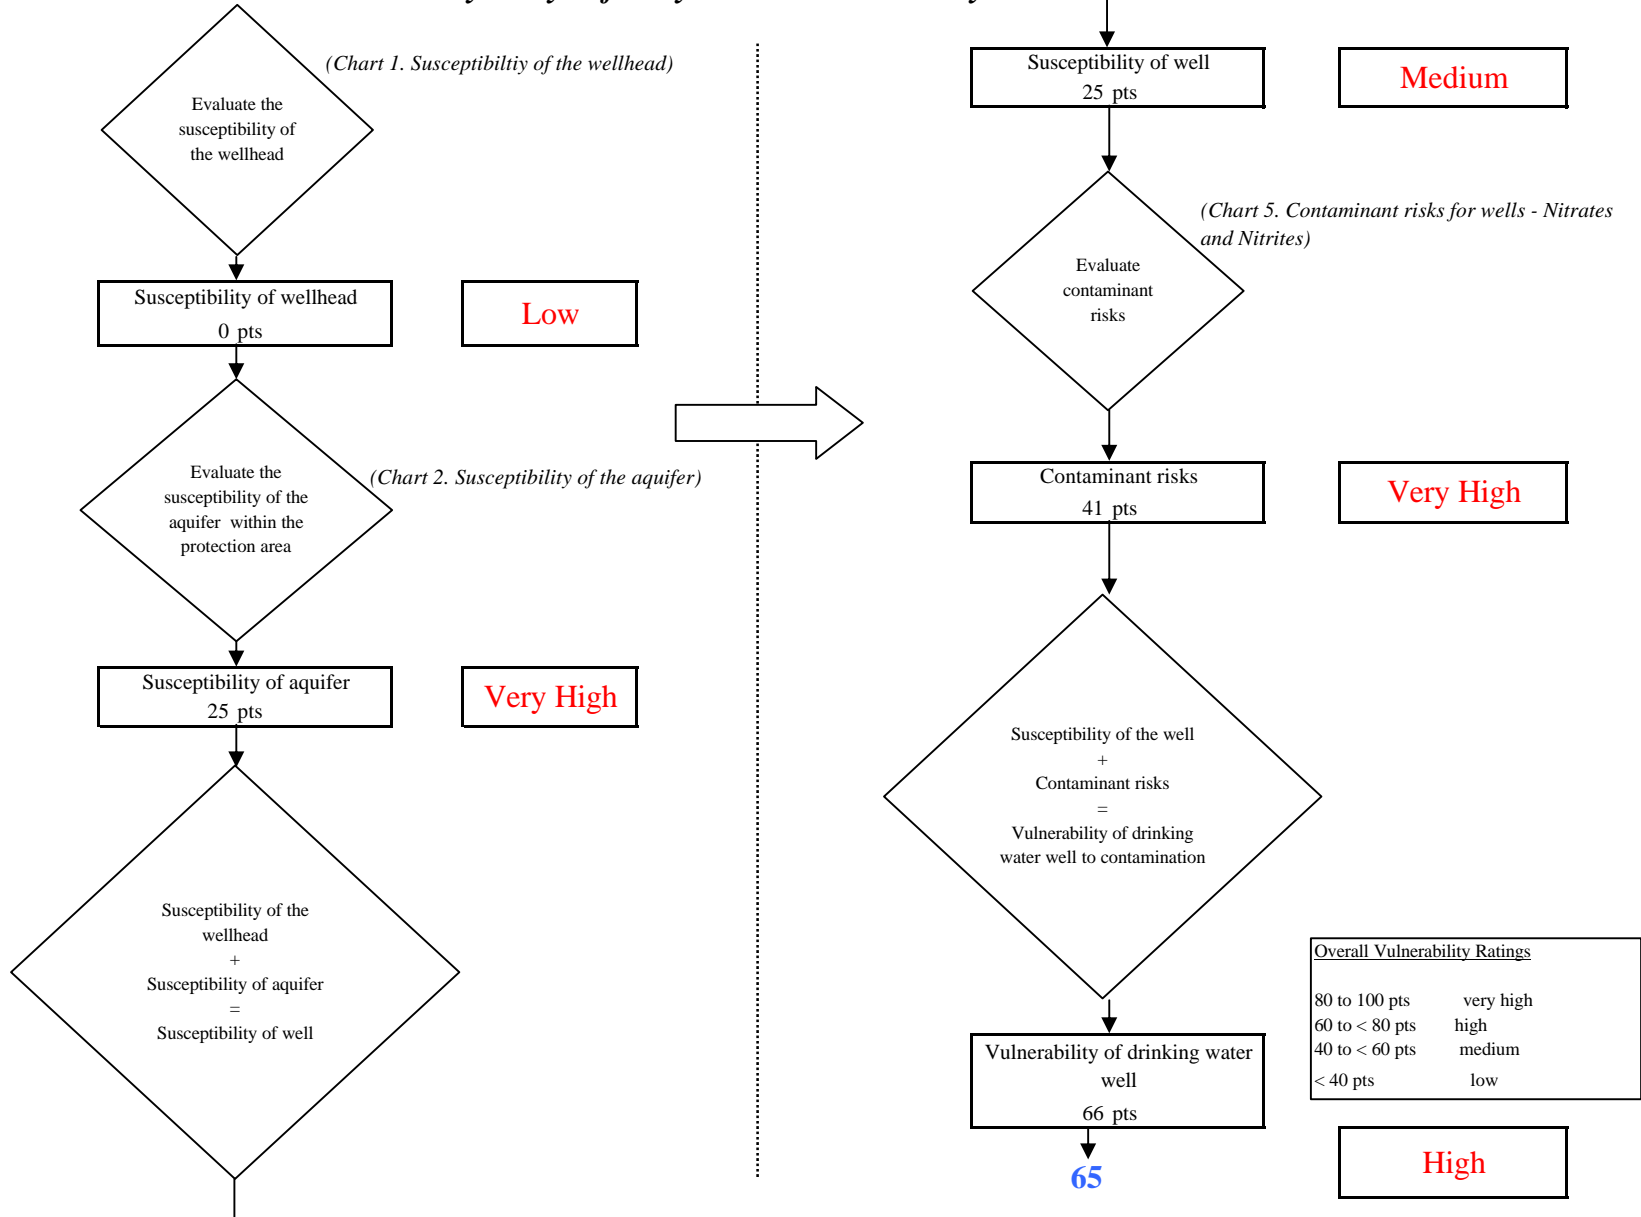 (Chart 1. Susceptibiltiy of the wellhead)
Evaluate the
susceptibility of
the wellhead
Susceptibility of wellhead
0 pts
Low
Evaluate the
susceptibility of the
aquifer within the
protection area
(Chart 2. Susceptibility of the aquifer)
Susceptibility of aquifer
25 pts
Very High
Susceptibility of the
wellhead
+
Susceptibility of aquifer
=
Susceptibility of well
Susceptibility of well
25 pts
Medium
(Chart 5. Contaminant risks for wells - Nitrates
and Nitrites)
Evaluate
contaminant
risks
Contaminant risks
41 pts
Very High
Susceptibility of the well
+
Contaminant risks
=
Vulnerability of drinking
water well to contamination
Overall Vulnerability Ratings
80 to 100 pts very high
60 to < 80 pts high
40 to < 60 pts medium
< 40 pts low
Vulnerability of drinking water
well
66 pts
65
High